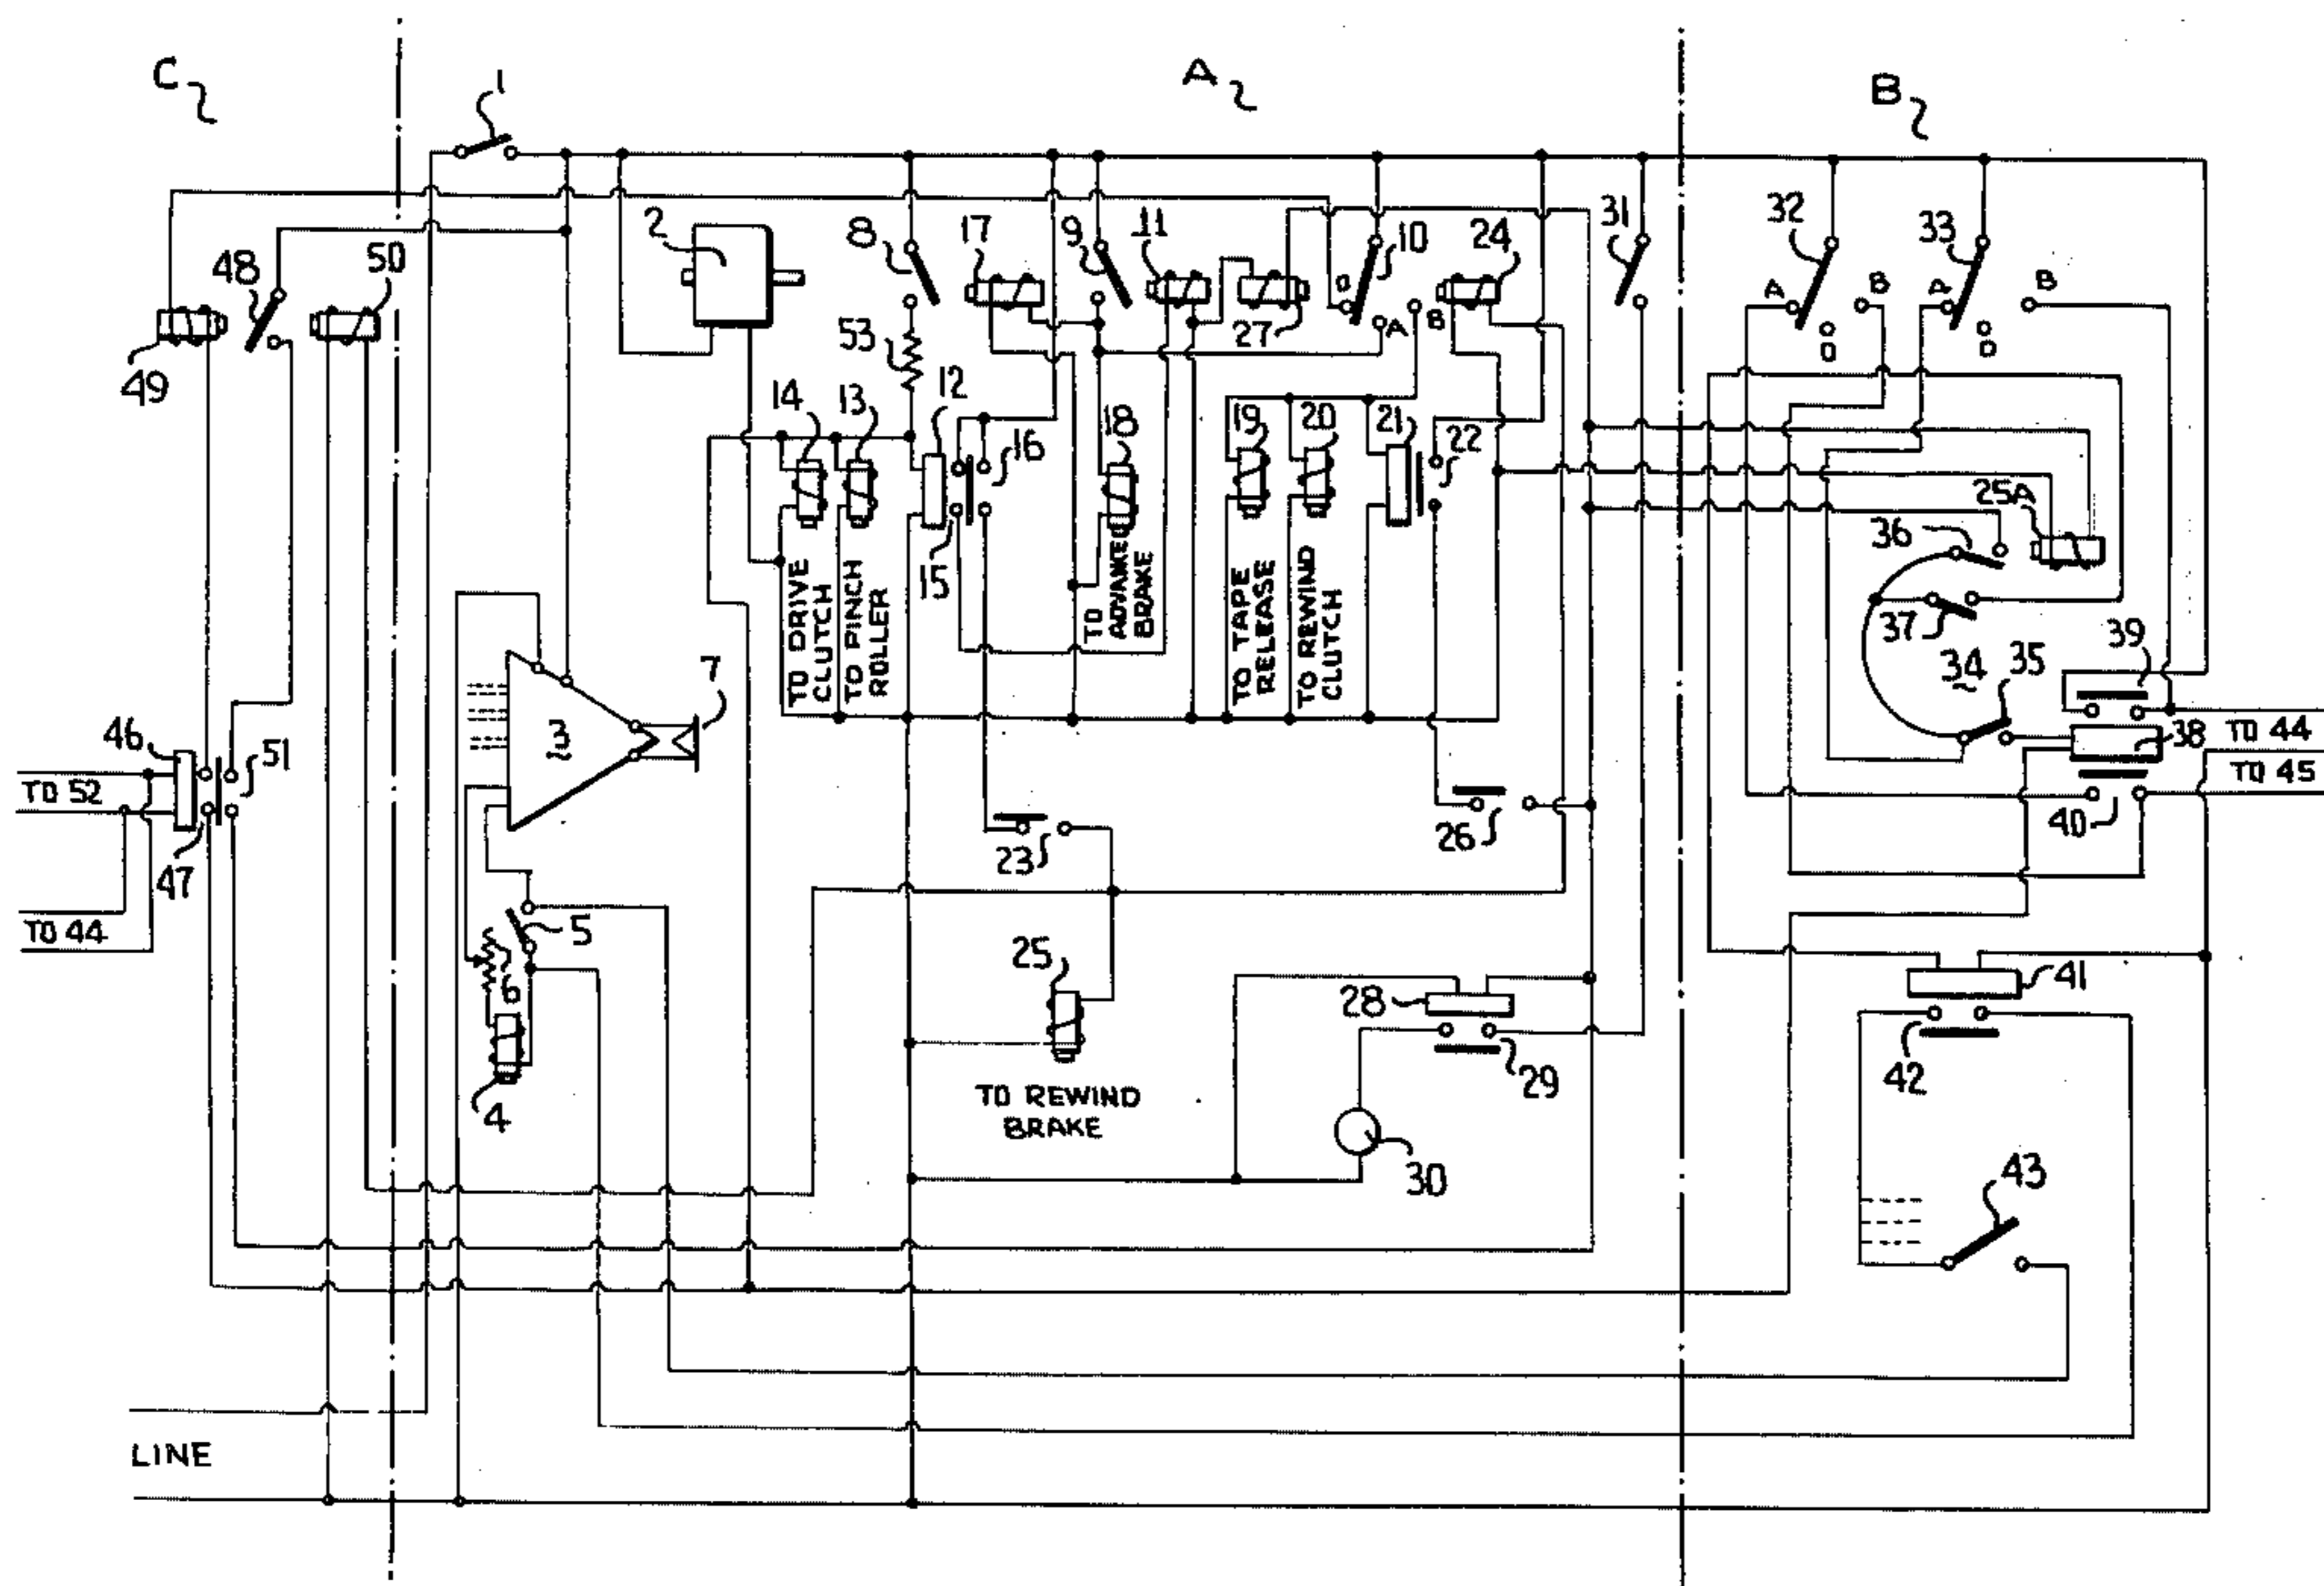 C
1
A
B
2
8
17
9
11
10
24
31
32
33
D
A
B
A
D
B
A
D
B
48
50
49
27
53
12
14
13
16
18
19
20
21
22
25A
36
37
39
34
35
15
TO DRIVE
CLUTCH
TO PINCH
ROLLER
TO
ADVANCE
BRAKE
TO TAPE
RELEASE
TO REWIND
CLUTCH
7
3
46
51
TO 52
47
TO 44
38
TO 44
TO 45
40
23
26
5
6
4
25
28
29
30
41
42
43
TO REWIND
BRAKE
LINE